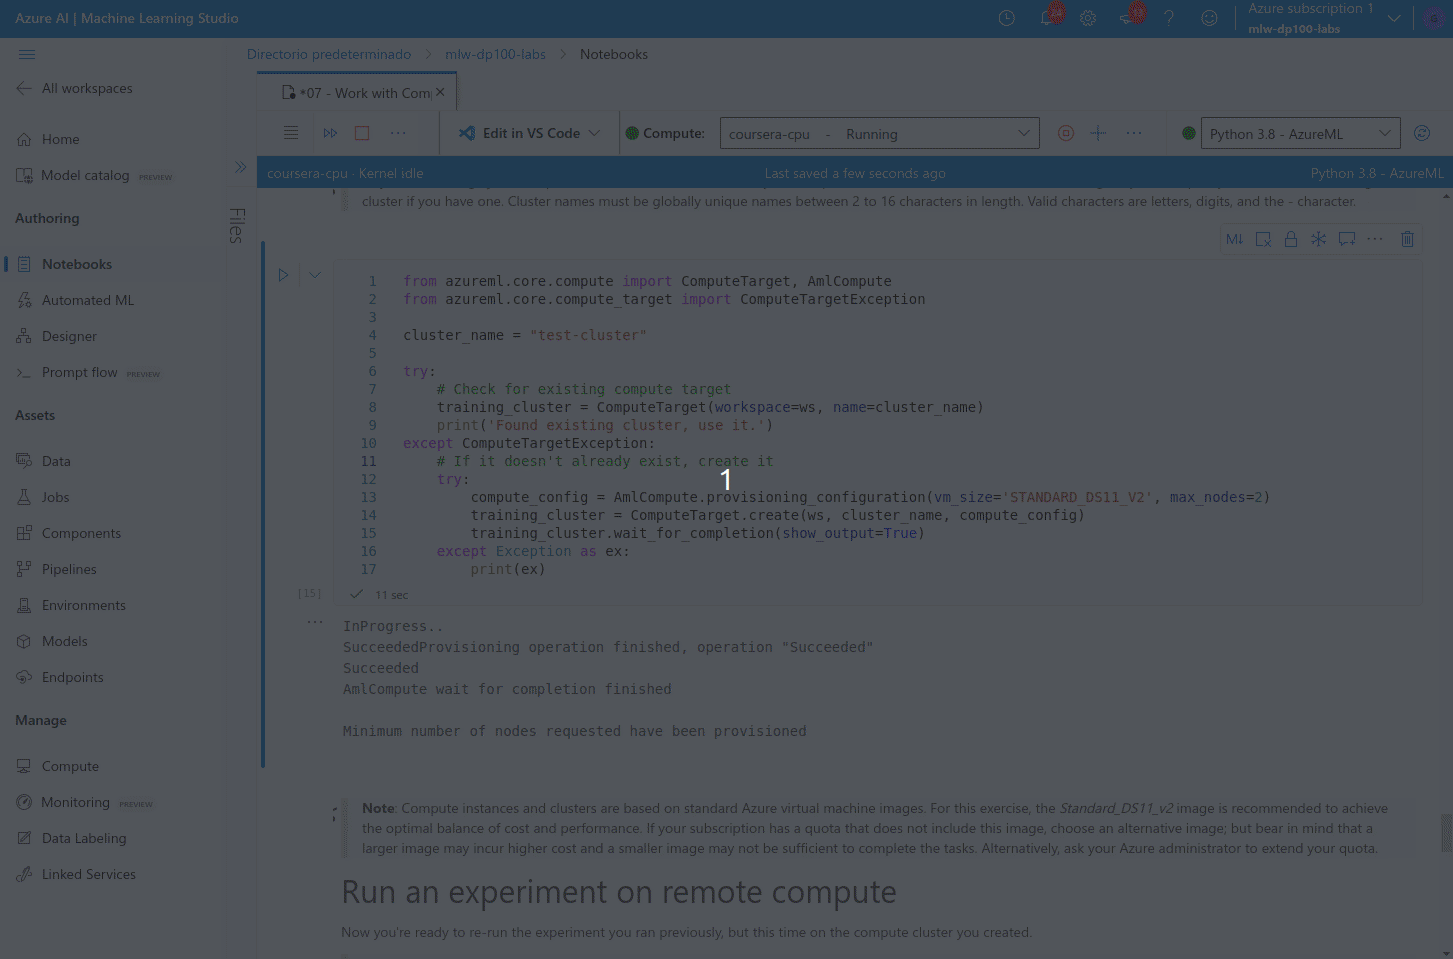 Azure AI | Machine Learning Studio
Azure subscription 1
mlw-dp100-labs
All workspaces
Home
Model catalog PREVIEW
Authoring
Notebooks
Automated ML
Designer
Prompt flow PREVIEW
Assets
Data
Jobs
Components
Pipelines
Environments
Models
Endpoints
Manage
Compute
Monitoring PREVIEW
Data Labeling
Linked Services
Files
Directorio predeterminado > mlw-dp100-labs > Notebooks
*07 - Work with Com
Edit in VS Code
Compute: coursera-cpu - Running
Python 3.8 - AzureML
coursera-cpu · Kernel idle
Last saved a few seconds ago
Python 3.8 - AzureML
cluster if you have one. Cluster names must be globally unique names between 2 to 16 characters in length. Valid characters are letters, digits, and the - character.
M↓
1 from azureml.core.compute import ComputeTarget, AmlCompute
2 from azureml.core.compute_target import ComputeTargetException
3
4 cluster_name = "test-cluster"
5
6 try:
7 # Check for existing compute target
8 training_cluster = ComputeTarget(workspace=ws, name=cluster_name)
9 print('Found existing cluster, use it.')
10 except ComputeTargetException:
11 # If it doesn't already exist, create it
12 try:
13 compute_config = AmlCompute.provisioning_configuration(vm_size='STANDARD_DS11_V2', max_nodes=2)
14 training_cluster = ComputeTarget.create(ws, cluster_name, compute_config)
15 training_cluster.wait_for_completion(show_output=True)
16 except Exception as ex:
17 print(ex)
1
[15]
11 sec
InProgress..
SucceededProvisioning operation finished, operation "Succeeded"
Succeeded
AmlCompute wait for completion finished
Minimum number of nodes requested have been provisioned
Note: Compute instances and clusters are based on standard Azure virtual machine images. For this exercise, the Standard_DS11_v2 image is recommended to achieve
the optimal balance of cost and performance. If your subscription has a quota that does not include this image, choose an alternative image; but bear in mind that a
larger image may incur higher cost and a smaller image may not be sufficient to complete the tasks. Alternatively, ask your Azure administrator to extend your quota.
Run an experiment on remote compute
Now you're ready to re-run the experiment you ran previously, but this time on the compute cluster you created.